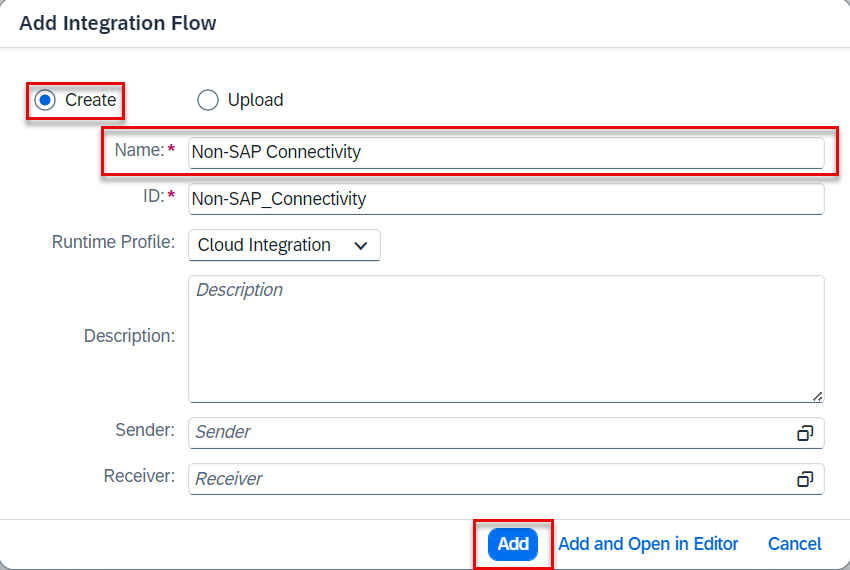 Add Integration Flow
Create Upload
Name:* Non-SAP Connectivity
ID:* Non-SAP_Connectivity
Runtime Profile: Cloud Integration
Description
Description:
Sender: Sender
Receiver: Receiver
Add Add and Open in Editor Cancel